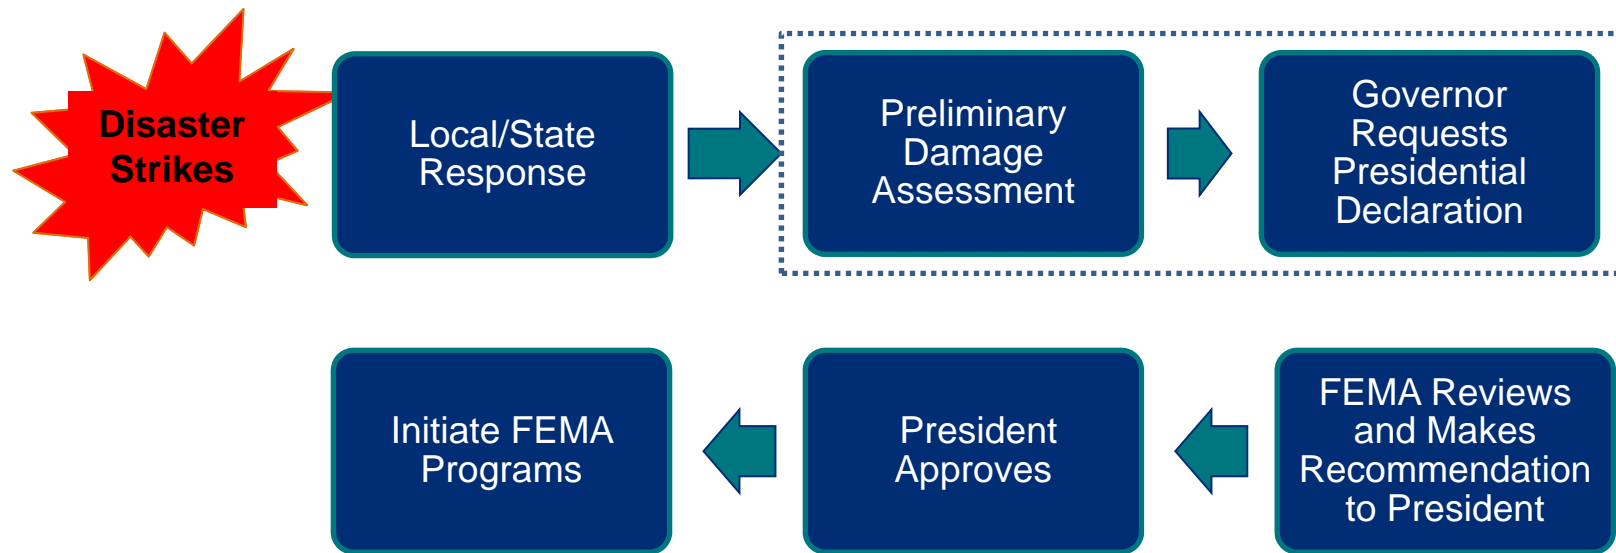 Disaster
Strikes
Local/State
Response
Preliminary
Damage
Assessment
Governor
Requests
Presidential
Declaration
Initiate FEMA
Programs
President
Approves
FEMA Reviews
and Makes
Recommendation
to President